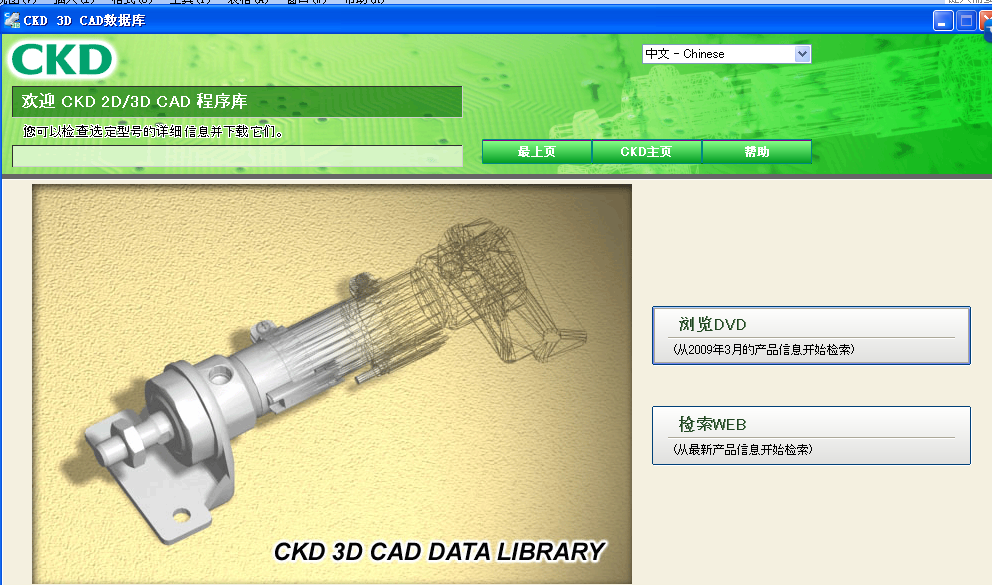 CKD 3D CAD数据库
CKD
中文 - Chinese
欢迎 CKD 2D/3D CAD 程序库
您可以检查选定型号的详细信息并下载它们。
最上页
CKD主页
帮助
浏览DVD
(从2009年3月的产品信息开始检索)
检索WEB
(从最新产品信息开始检索)
CKD 3D CAD DATA LIBRARY